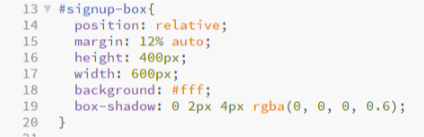 13 #signup-box{
14 position: relative;
15 margin: 12% auto;
16 height: 400px;
17 width: 600px;
18 background: #fff;
19 box-shadow: 0 2px 4px rgba(0, 0, 0, 0.6);
20 }